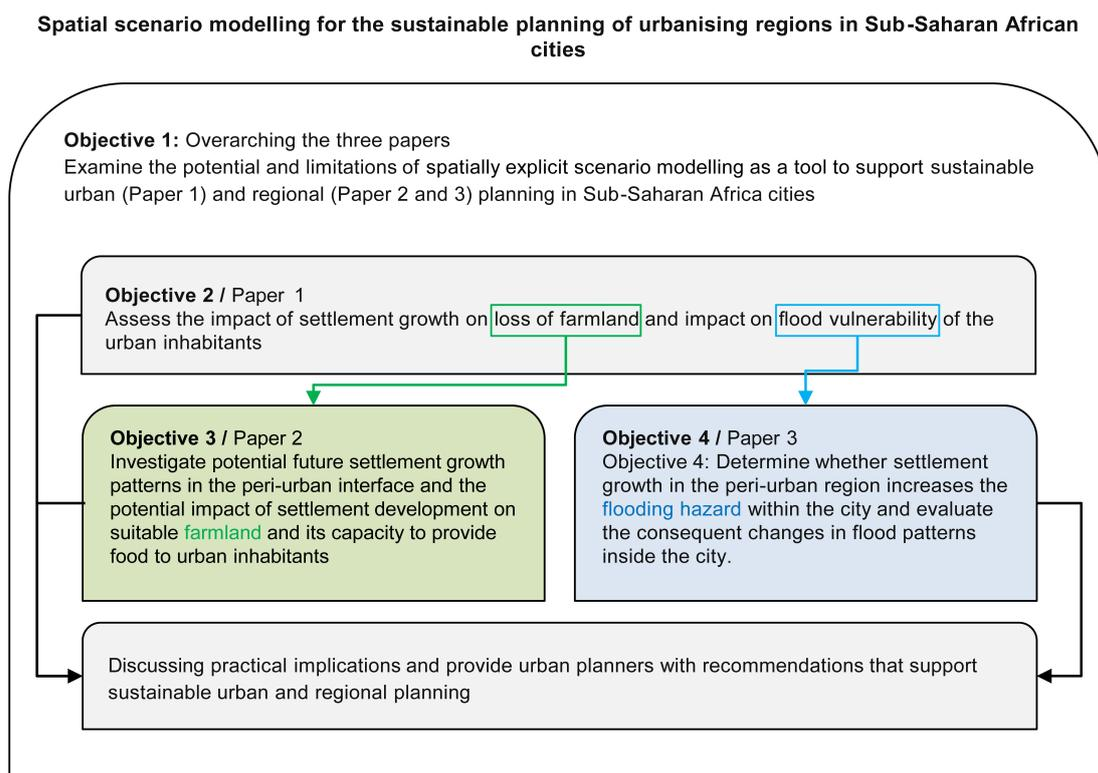 Spatial scenario modelling for the sustainable planning of urbanising regions in Sub-Saharan African
cities
Objective 1: Overarching the three papers
Examine the potential and limitations of spatially explicit scenario modelling as a tool to support sustainable
urban (Paper 1) and regional (Paper 2 and 3) planning in Sub-Saharan Africa cities
Objective 2 / Paper 1
Assess the impact of settlement growth on loss of farmland and impact on flood vulnerability of the
urban inhabitants
Objective 3 / Paper 2
Investigate potential future settlement growth
patterns in the peri-urban interface and the
potential impact of settlement development on
suitable farmland and its capacity to provide
food to urban inhabitants
Objective 4 / Paper 3
Objective 4: Determine whether settlement
growth in the peri-urban region increases the
flooding hazard within the city and evaluate
the consequent changes in flood patterns
inside the city.
Discussing practical implications and provide urban planners with recommendations that support
sustainable urban and regional planning